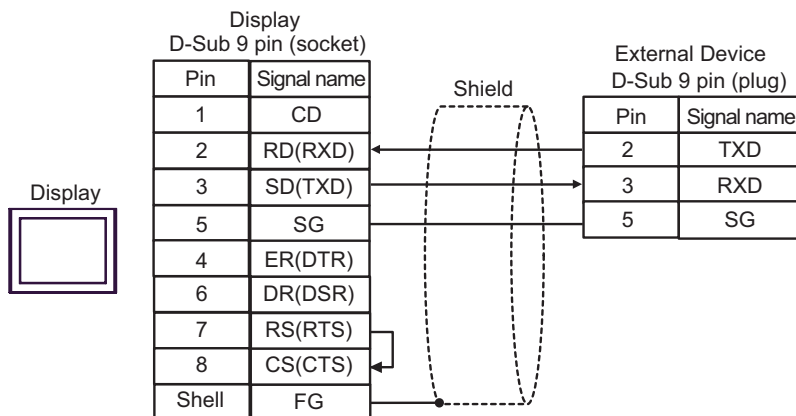 Display
D-Sub 9 pin (socket)
Pin Signal name
1 CD
2 RD(RXD)
3 SD(TXD)
5 SG
4 ER(DTR)
6 DR(DSR)
7 RS(RTS)
8 CS(CTS)
Shell FG
Display
Shield
External Device
D-Sub 9 pin (plug)
Pin Signal name
2 TXD
3 RXD
5 SG